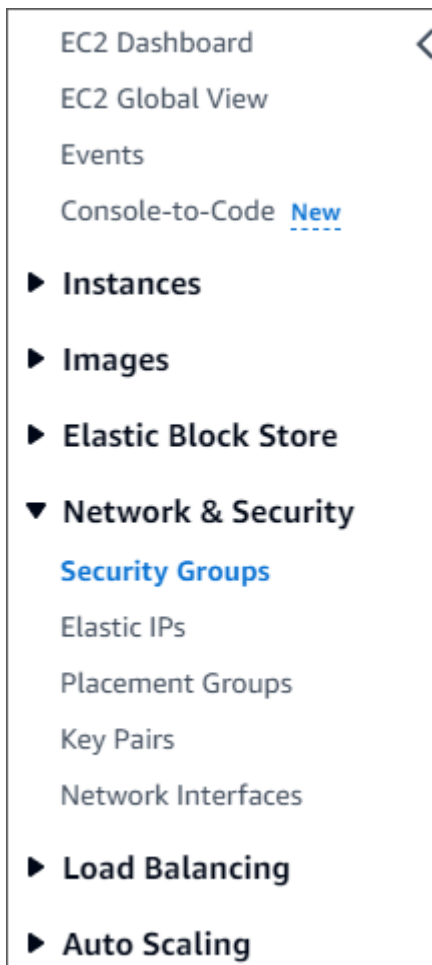 EC2 Dashboard
EC2 Global View
Events
Console-to-Code New
Instances
Images
Elastic Block Store
Network & Security
Security Groups
Elastic IPs
Placement Groups
Key Pairs
Network Interfaces
Load Balancing
Auto Scaling